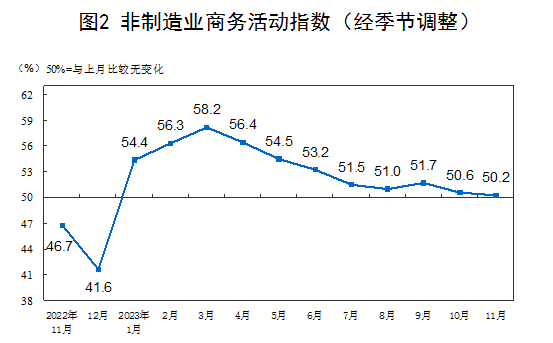 图2 非制造业商务活动指数（经季节调整）
（%）50%=与上月比较无变化
62
59
56
53
50
47
44
41
38
46.7
41.6
54.4
56.3
58.2
56.4
54.5
53.2
51.5
51.0
51.7
50.6
50.2
2022年
11月
12月
2023年
1月
2月
3月
4月
5月
6月
7月
8月
9月
10月
11月